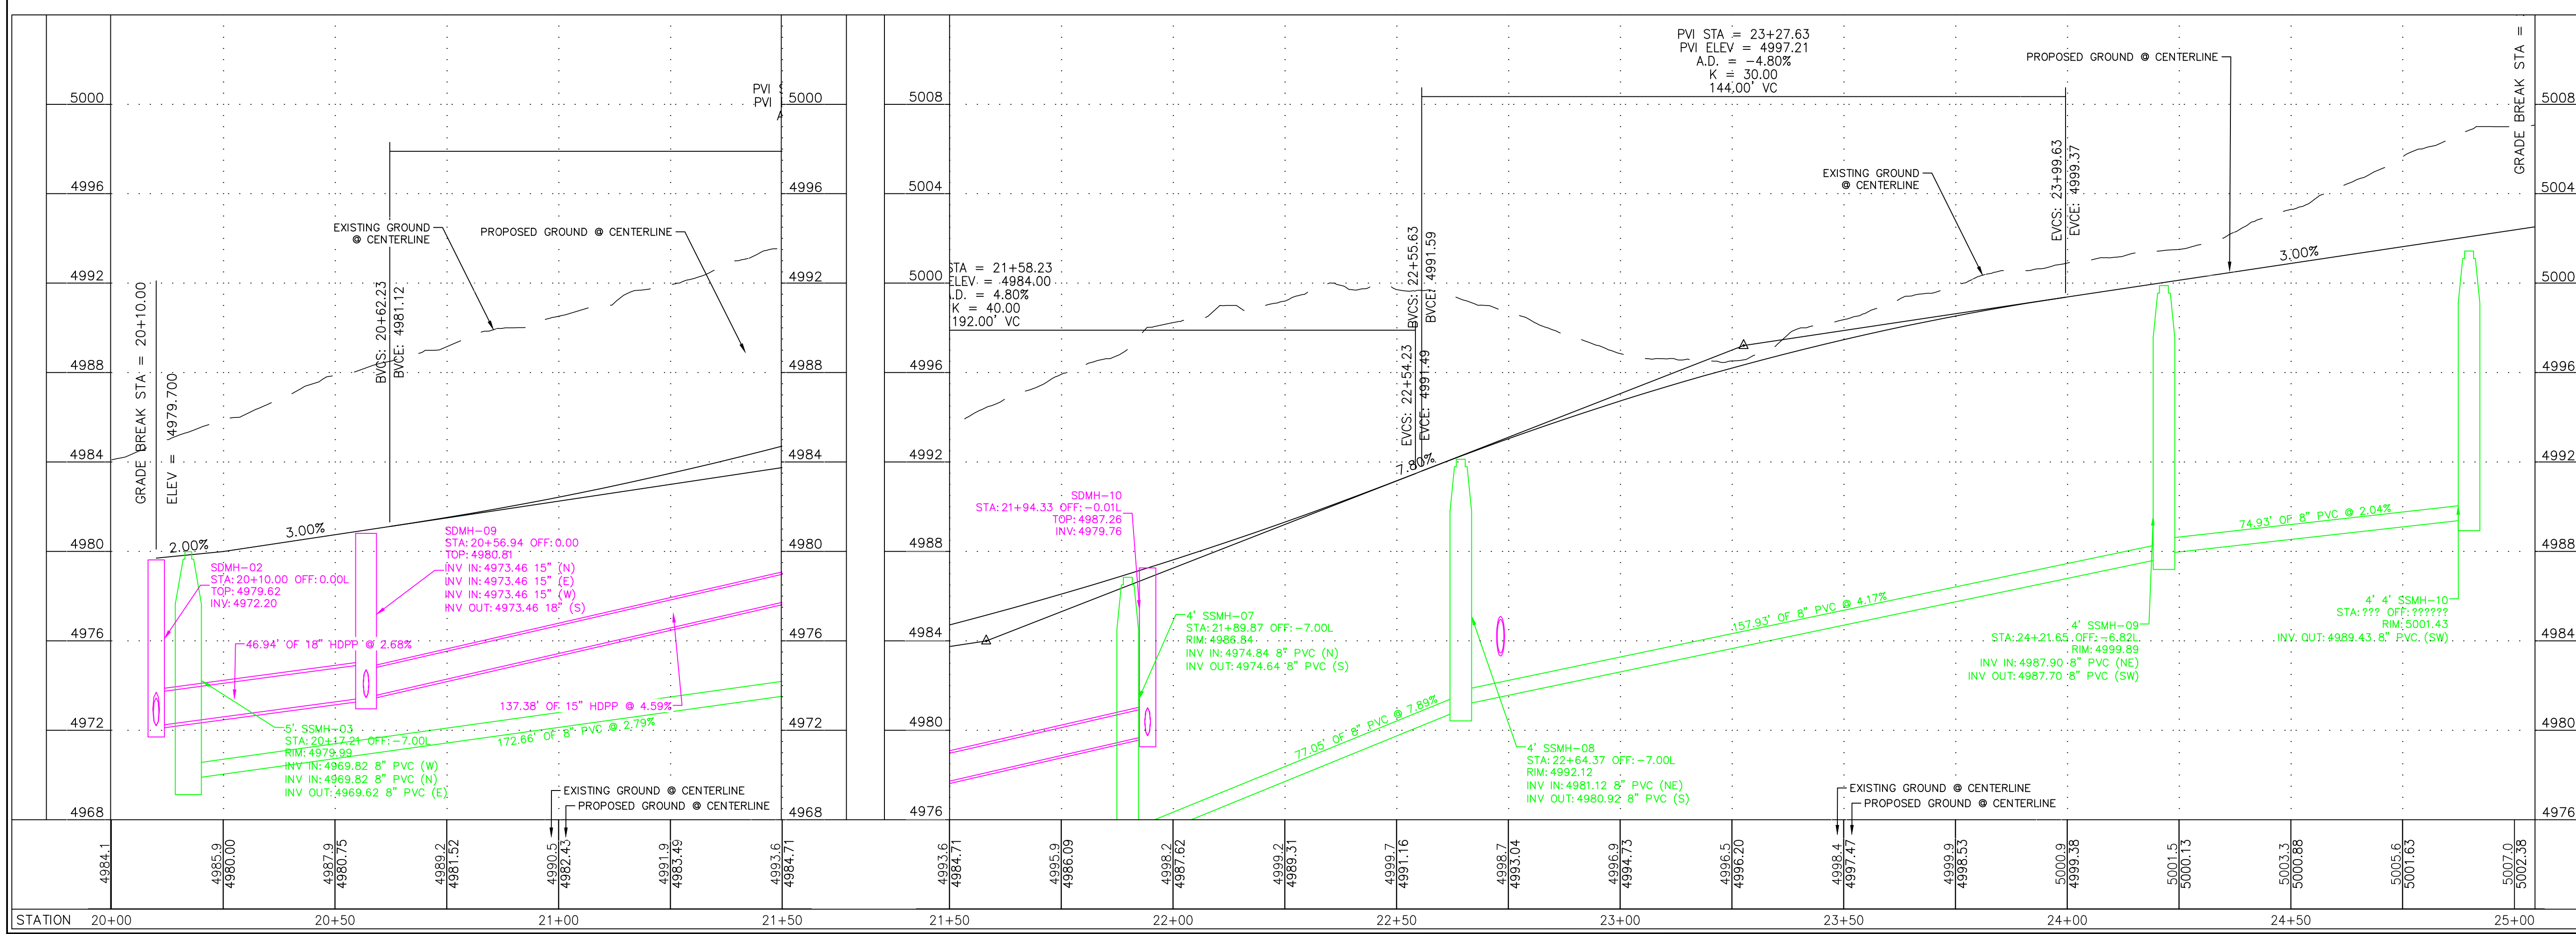 PVI STA = 23+27.63
PVI ELEV = 4997.21
A.D. = -4.80%
K = 30.00
144.00' VC
PROPOSED GROUND @ CENTERLINE
GRADE BREAK STA =
PVI
PVI
5000
4996
4992
4988
4984
4980
4976
4972
4968
5000
4996
4992
4988
4984
4980
4976
4972
4968
5008
5004
5000
4996
4992
4988
4984
4980
4976
5008
5004
5000
4996
4992
4988
4984
4980
4976
EXISTING GROUND
@ CENTERLINE
PROPOSED GROUND @ CENTERLINE
GRADE BREAK STA = 20+10.00
ELEV = 4979.700
BVCS: 20+62.23
BVCE: 4981.12
2.00%
3.00%
SDMH-02
STA: 20+10.00 OFF: 0.00L
TOP: 4979.62
INV: 4972.20
SDMH-09
STA: 20+56.94 OFF: 0.00
TOP: 4980.81
INV IN: 4973.46 15" (N)
INV IN: 4973.46 15" (E)
INV IN: 4973.46 15" (W)
INV OUT: 4973.46 18" (S)
46.94' OF 18" HDPP @ 2.68%
137.38' OF 15" HDPP @ 4.59%
172.66' OF 8" PVC @ 2.79%
5' SSMH-03
STA: 20+17.21 OFF: -7.00L
RIM: 4979.99
INV IN: 4969.82 8" PVC (W)
INV IN: 4969.82 8" PVC (N)
INV OUT: 4969.62 8" PVC (E)
EXISTING GROUND @ CENTERLINE
PROPOSED GROUND @ CENTERLINE
STA = 21+58.23
ELEV = 4984.00
.D. = 4.80%
K = 40.00
192.00' VC
BVCS: 22+55.63
BVCE: 4991.59
EVCS: 22+54.23
EVCE: 4991.49
7.80%
EXISTING GROUND
@ CENTERLINE
EVCS: 23+99.63
EVCE: 4999.37
3.00%
SDMH-10
STA: 21+94.33 OFF: -0.01L
TOP: 4987.26
INV: 4979.76
4' SSMH-07
STA: 21+89.87 OFF: -7.00L
RIM: 4986.84
INV IN: 4974.84 8" PVC (N)
INV OUT: 4974.64 8" PVC (S)
77.05' OF 8" PVC @ 7.89%
4' SSMH-08
STA: 22+64.37 OFF: -7.00L
RIM: 4992.12
INV IN: 4981.12 8" PVC (NE)
INV OUT: 4980.92 8" PVC (S)
157.93' OF 8" PVC @ 4.17%
4' SSMH-09
STA: 24+21.65 OFF: -6.82L
RIM: 4999.89
INV IN: 4987.90 8" PVC (NE)
INV OUT: 4987.70 8" PVC (SW)
74.93' OF 8" PVC @ 2.04%
4' 4' SSMH-10
STA: ??? OFF: ??????
RIM: 5001.43
INV OUT: 4989.43 8" PVC (SW)
EXISTING GROUND @ CENTERLINE
PROPOSED GROUND @ CENTERLINE
4984.1
4985.9
4980.00
4987.9
4980.75
4989.2
4981.52
4990.5
4982.43
4991.9
4983.49
4993.6
4984.71
4993.6
4984.71
4995.9
4986.09
4998.2
4987.62
4999.2
4989.31
4999.7
4991.16
4998.7
4993.04
4996.9
4994.73
4996.5
4996.20
4998.4
4997.47
4999.9
4998.53
5000.9
4999.38
5001.5
5000.13
5003.3
5000.88
5005.6
5001.63
5007.0
5002.38
STATION
20+00
20+50
21+00
21+50
21+50
22+00
22+50
23+00
23+50
24+00
24+50
25+00